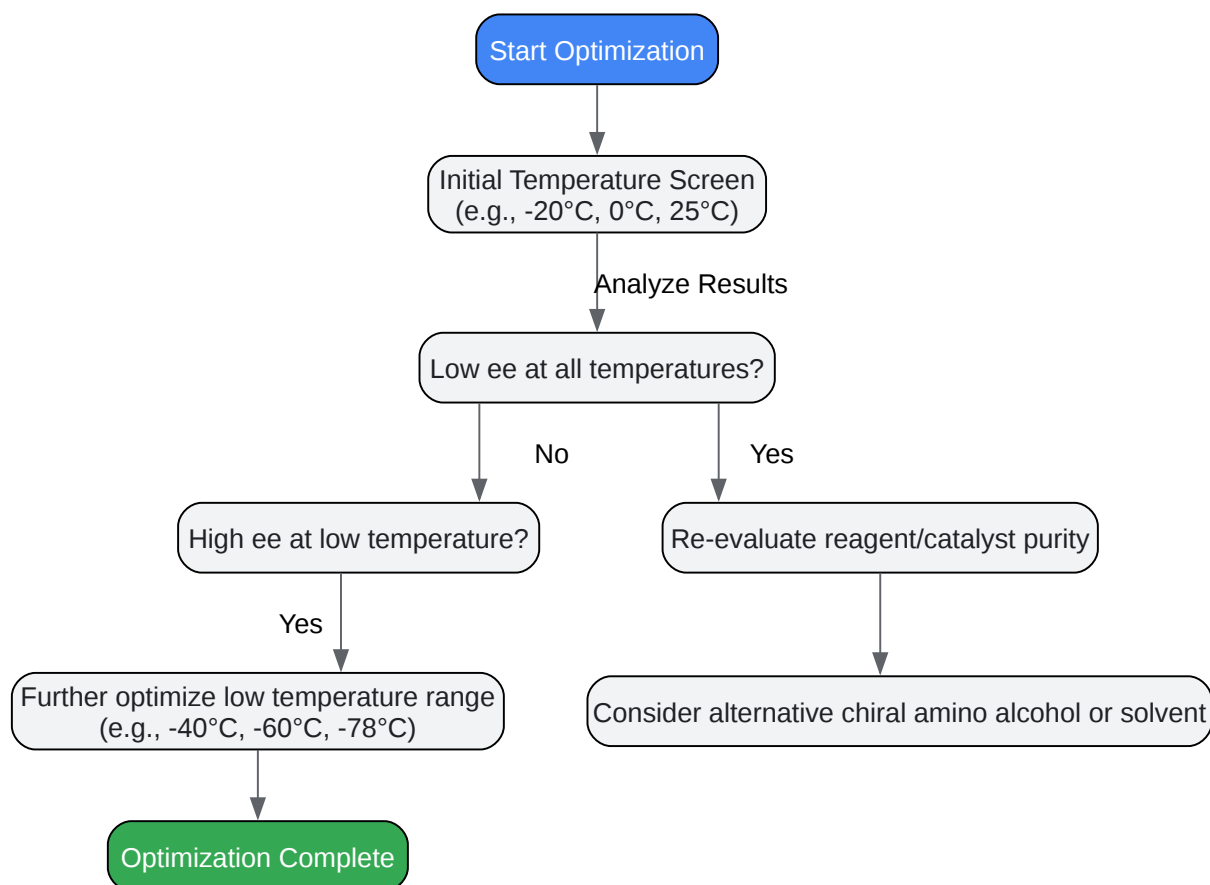 Start Optimization
Initial Temperature Screen
(e.g., -20°C, 0°C, 25°C)
Analyze Results
Low ee at all temperatures?
No
Yes
High ee at low temperature?
Re-evaluate reagent/catalyst purity
Yes
Further optimize low temperature range
(e.g., -40°C, -60°C, -78°C)
Consider alternative chiral amino alcohol or solvent
Optimization Complete